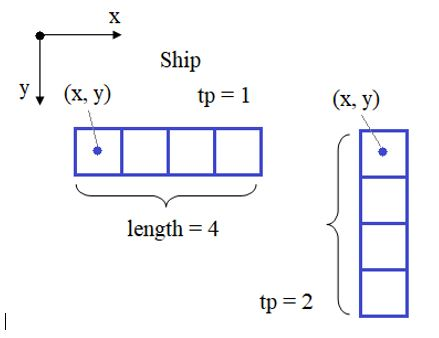 x
Ship
y
(x, y)
tp = 1
(x, y)
length = 4
tp = 2